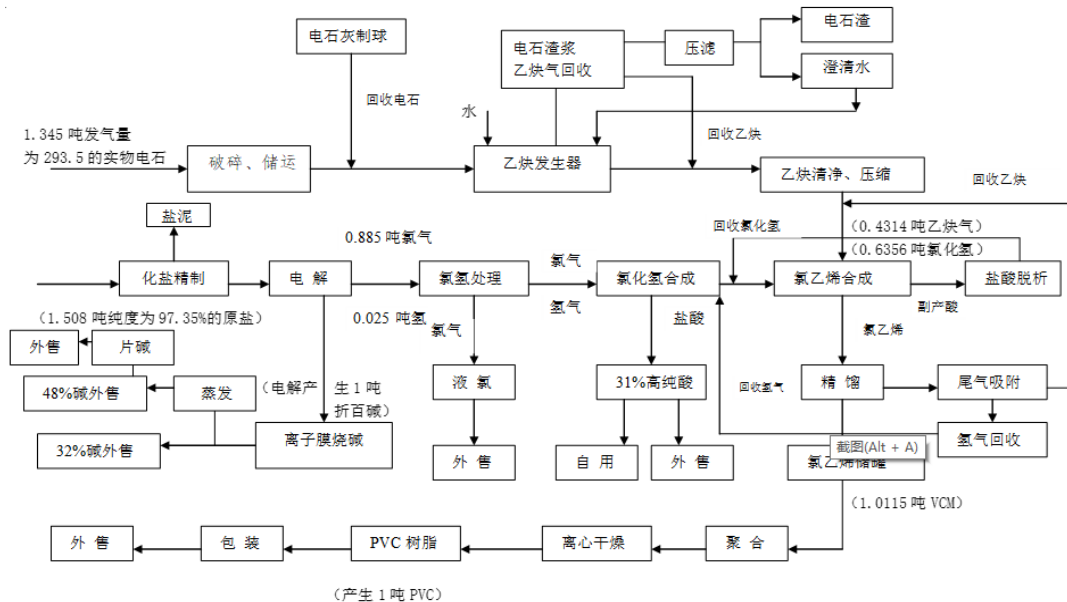 电石灰制球
电石渣浆
乙炔气回收
压滤
电石渣
澄清水
回收电石
水
回收乙炔
1.345 吨发气量
为 293.5 的实物电石
破碎、储运
乙炔发生器
乙炔清净、压缩
回收乙炔
盐泥
0.885 吨氯气
回收氯化氢
(0.4314 吨乙炔气)
(0.6356 吨氯化氢)
化盐精制
电 解
氯氢处理
氯气
氢气
氯化氢合成
氯乙烯合成
盐酸脱析
副产酸
(1.508 吨纯度为 97.35%的原盐)
0.025 吨氢
氯气
盐酸
氯乙烯
外售
片碱
48%碱外售
蒸发
(电解产
生 1 吨
折百碱)
液 氯
31%高纯酸
回收氢气
精 馏
尾气吸附
32%碱外售
离子膜烧碱
外 售
自 用
外 售
截图(Alt + A)
氢气回收
氯乙烯储罐
(1.0115 吨 VCM)
外 售
包 装
PVC 树脂
离心干燥
聚 合
(产生 1 吨 PVC)